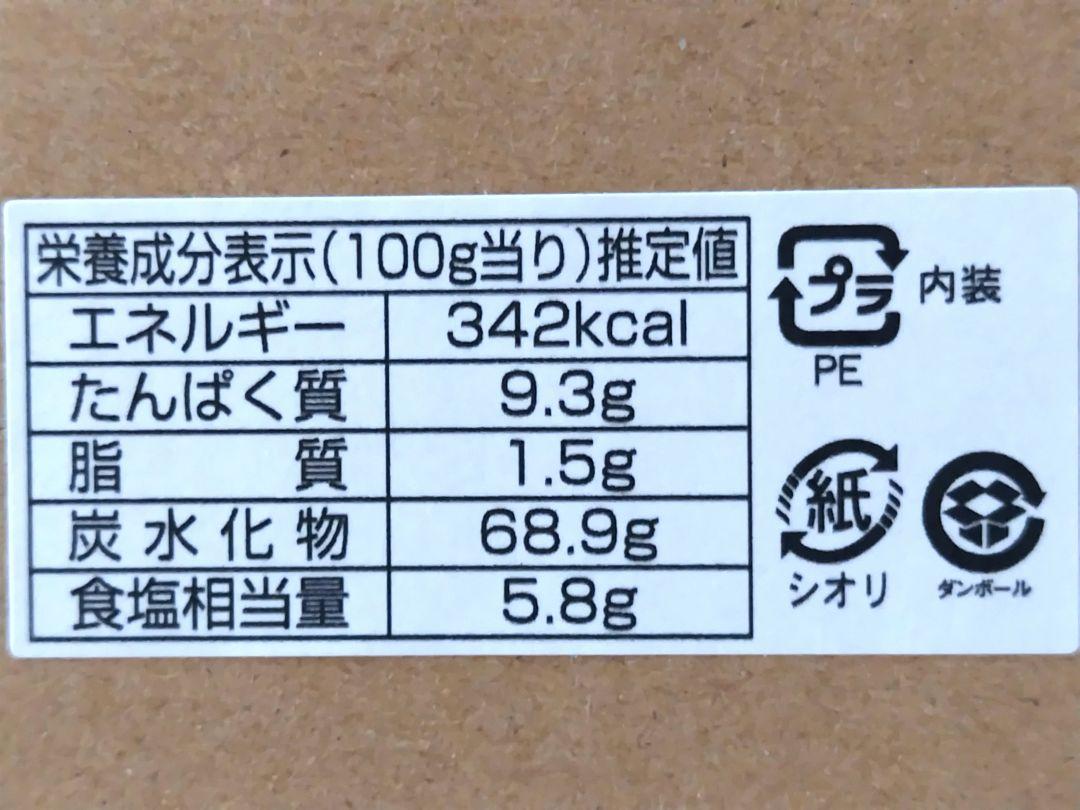 栄養成分表示(100g当り)推定値
エネルギー 342kcal
たんぱく質 9.3g
脂質 1.5g
炭水化物 68.9g
食塩相当量 5.8g
プラ 内装
PE
紙
シオリ
ダンボール